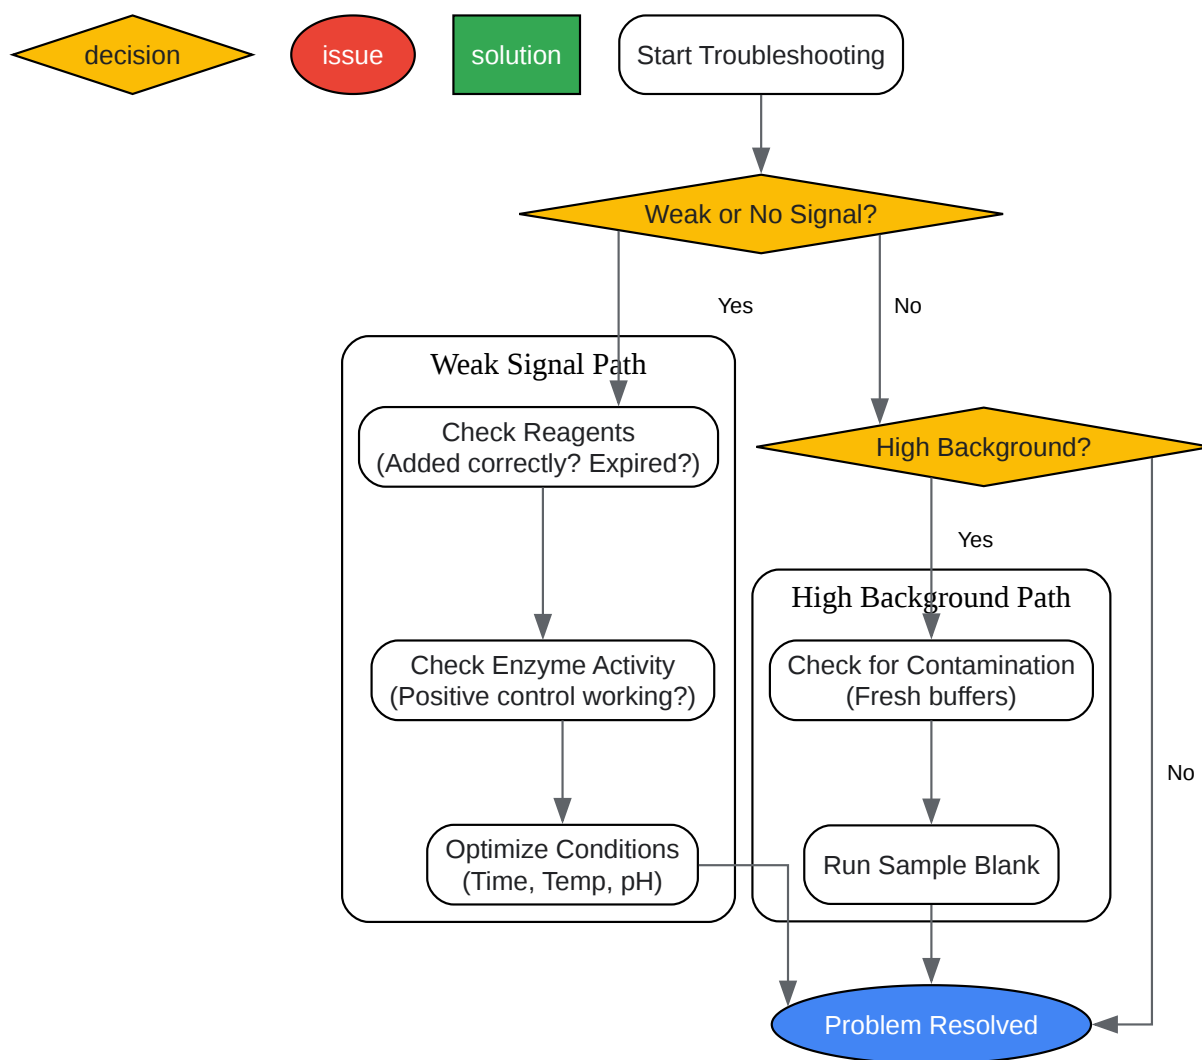 decision
issue
solution
Start Troubleshooting
Weak or No Signal?
Yes
No
Weak Signal Path
Check Reagents
(Added correctly? Expired?)
High Background?
Yes
High Background Path
Check Enzyme Activity
(Positive control working?)
Check for Contamination
(Fresh buffers)
No
Optimize Conditions
(Time, Temp, pH)
Run Sample Blank
Problem Resolved